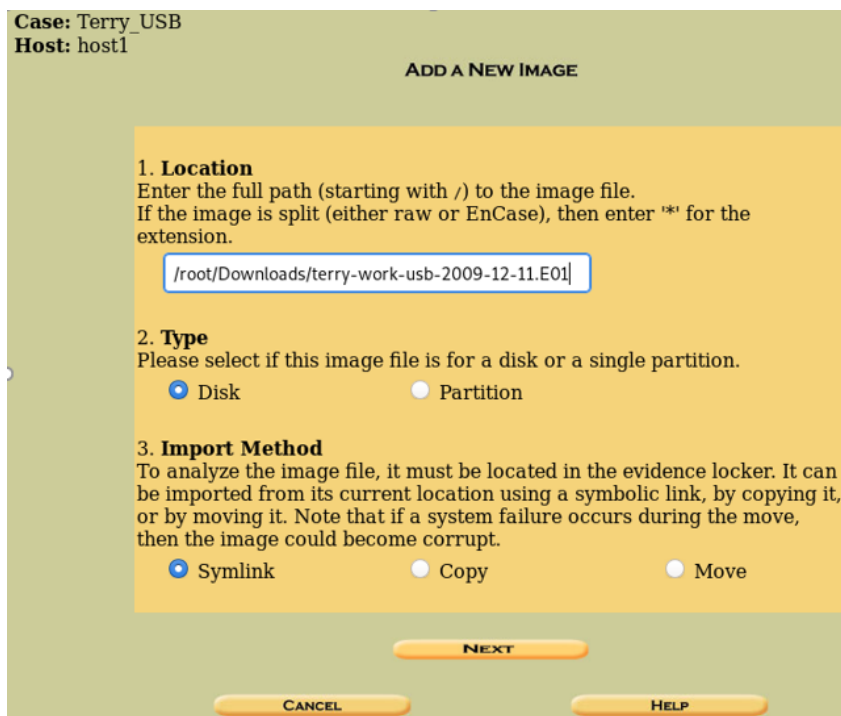 Case: Terry_USB
Host: host1
ADD A NEW IMAGE
1. Location
Enter the full path (starting with /) to the image file.
If the image is split (either raw or EnCase), then enter '*' for the
extension.
/root/Downloads/terry-work-usb-2009-12-11.E01
2. Type
Please select if this image file is for a disk or a single partition.
Disk Partition
3. Import Method
To analyze the image file, it must be located in the evidence locker. It can
be imported from its current location using a symbolic link, by copying it,
or by moving it. Note that if a system failure occurs during the move,
then the image could become corrupt.
Symlink Copy Move
NEXT
CANCEL HELP